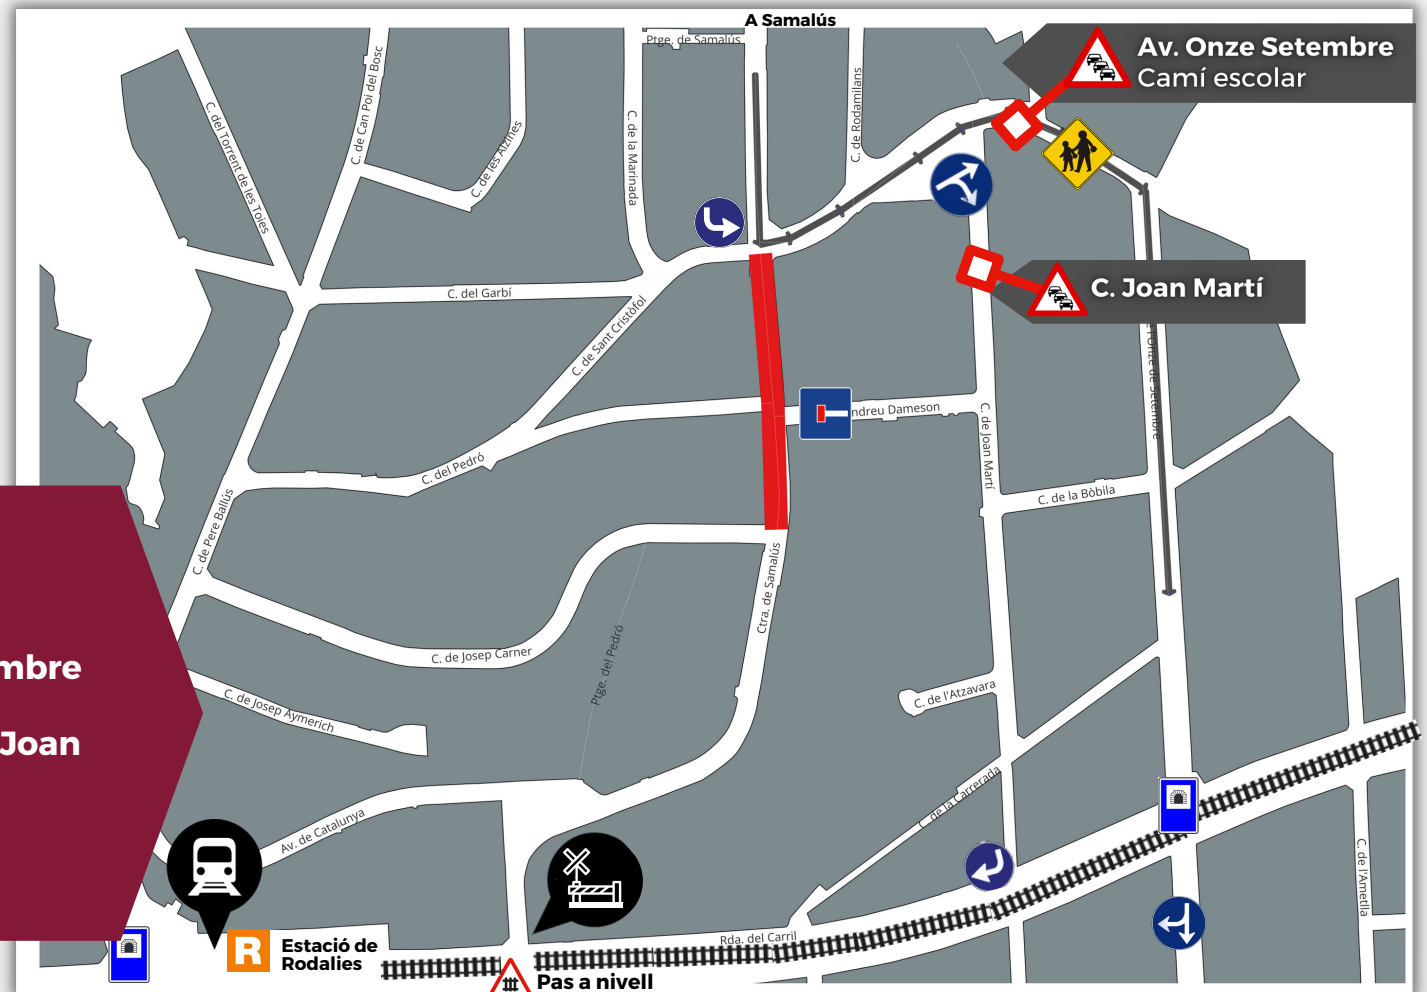 A Samalús
Ptge. de Samalús
Av. Onze Setembre
Camí escolar
C. de Can Poi del Bosc
C. del Torrent de les Toies
C. de les Alzines
C. de la Marinada
C. de Rodamilans
C. Joan Martí
C. del Garbí
C. de Sant Cristòfol
e l'Onze de Setembre
ndreu Dameson
C. de Joan Martí
C. del Pedró
C. de la Bòbila
C. de Pere Ballús
Ctra. de Samalús
C. de Josep Carner
Ptge. del Pedró
mbre
Joan
C. de l'Atzavara
C. de Josep Aymerich
C. de la Carrerada
Av. de Catalunya
C. de l'Ametlla
Rda. del Carril
R
Estació de
Rodalies
Pas a nivell